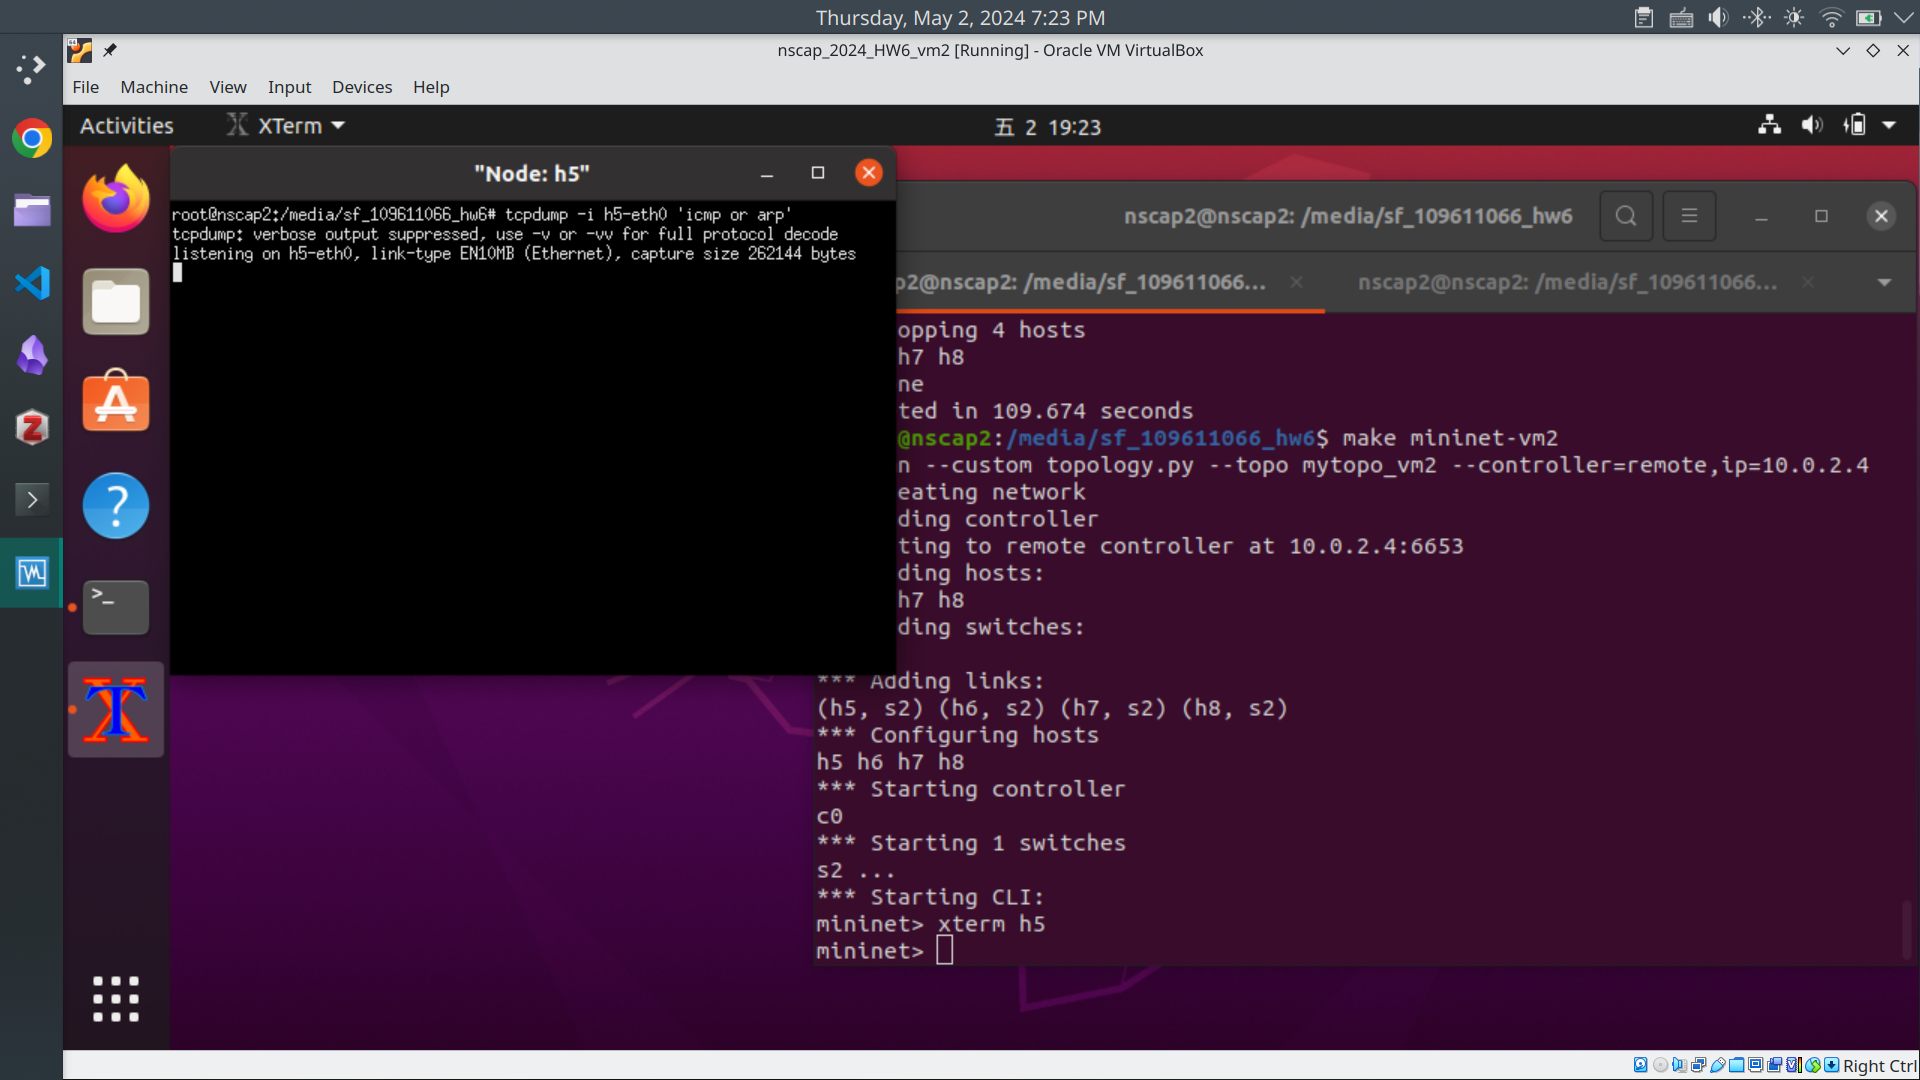 Thursday, May 2, 2024 7:23 PM
nscap_2024_HW6_vm2 [Running] - Oracle VM VirtualBox
File Machine View Input Devices Help
Activities XTerm 五 2 19:23
"Node: h5"
root@nscap2:/media/sf_109611066_hw6# tcpdump -i h5-eth0 'icmp or arp'
tcpdump: verbose output suppressed, use -v or -vv for full protocol decode
listening on h5-eth0, link-type EN10MB (Ethernet), capture size 262144 bytes
nscap2@nscap2: /media/sf_109611066_hw6
p2@nscap2: /media/sf_109611066... nscap2@nscap2: /media/sf_109611066...
opping 4 hosts
h7 h8
ne
ted in 109.674 seconds
@nscap2:/media/sf_109611066_hw6$ make mininet-vm2
n --custom topology.py --topo mytopo_vm2 --controller=remote,ip=10.0.2.4
eating network
ding controller
ting to remote controller at 10.0.2.4:6653
ding hosts:
h7 h8
ding switches:
*** Adding links:
(h5, s2) (h6, s2) (h7, s2) (h8, s2)
*** Configuring hosts
h5 h6 h7 h8
*** Starting controller
c0
*** Starting 1 switches
s2 ...
*** Starting CLI:
mininet> xterm h5
mininet>
Right Ctrl